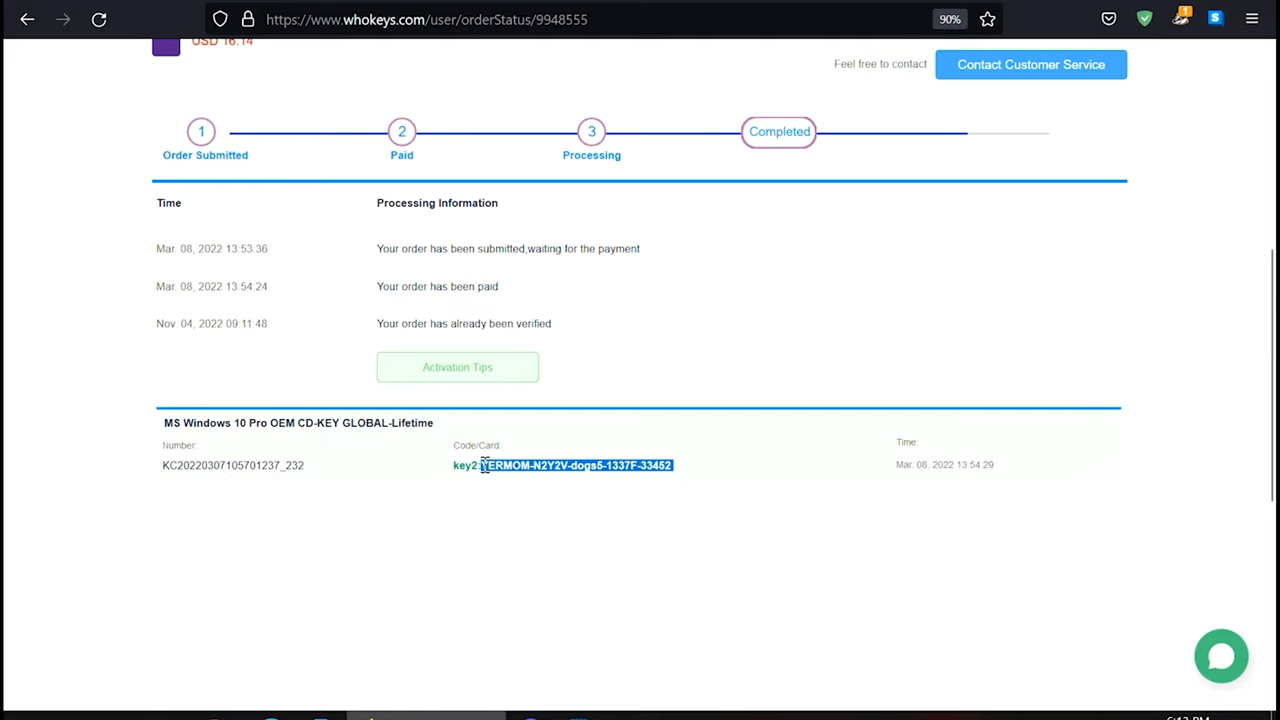 https://www.whokeys.com/user/orderStatus/9948555
90%
1
S
USD 16.14
Feel free to contact
Contact Customer Service
1
2
3
Completed
Order Submitted
Paid
Processing
Time
Processing Information
Mar. 08, 2022 13:53:36
Your order has been submitted,waiting for the payment
Mar. 08, 2022 13:54:24
Your order has been paid
Nov. 04, 2022 09:11:48
Your order has already been verified
Activation Tips
MS Windows 10 Pro OEM CD-KEY GLOBAL-Lifetime
Number:
Code/Card:
Time:
KC20220307105701237_232
key2:YERMOM-N2Y2V-dogs5-1337F-33452
Mar. 08, 2022 13:54:29